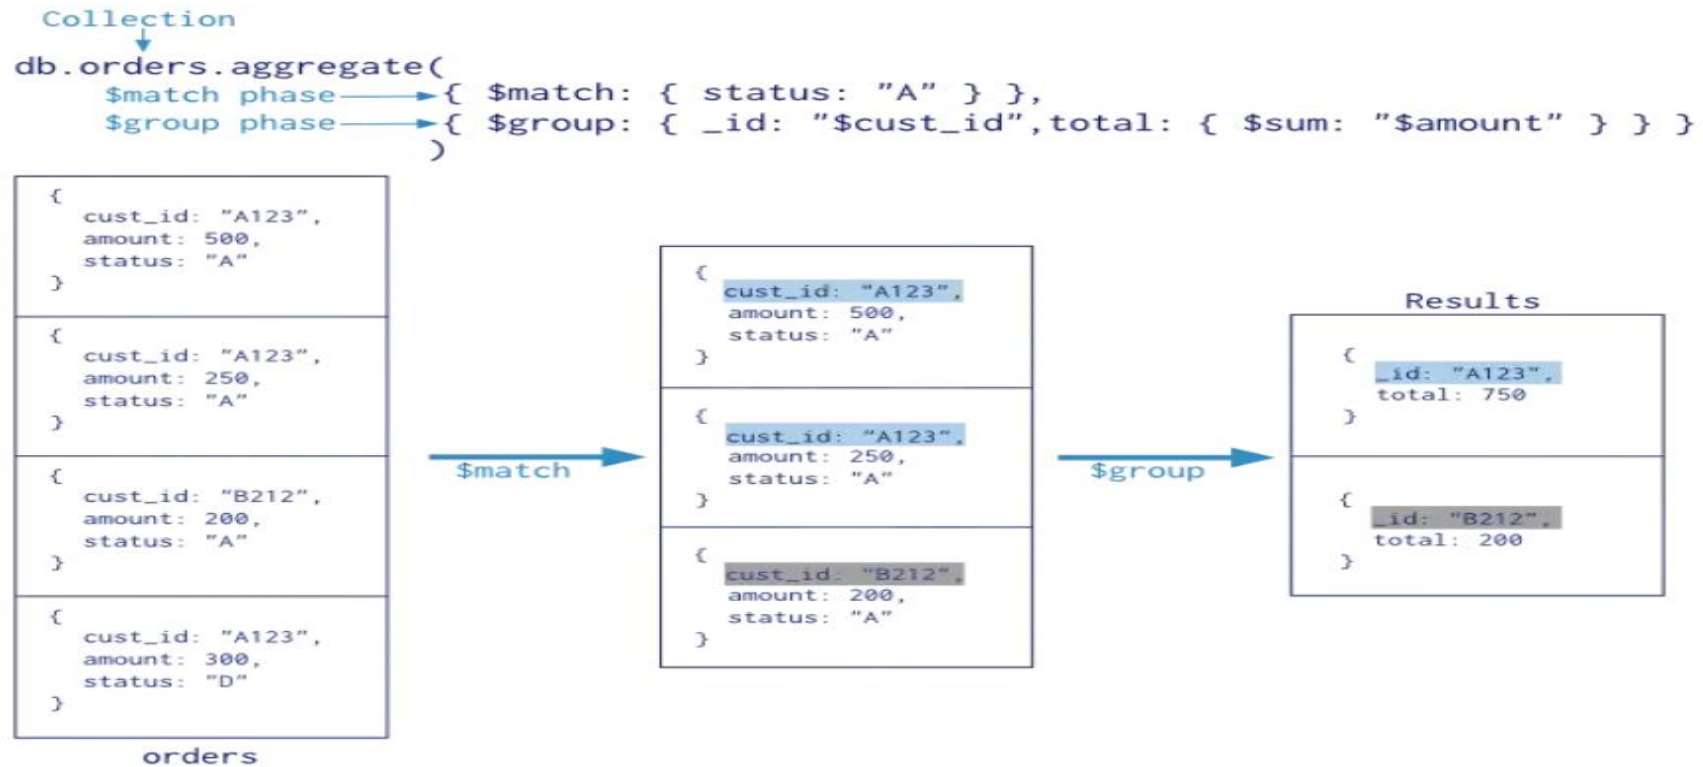 Collection
db.orders.aggregate(
$match phase { $match: { status: "A" } },
$group phase { $group: { _id: "$cust_id",total: { $sum: "$amount" } } }
)
{
cust_id: "A123",
amount: 500,
status: "A"
}
{
cust_id: "A123",
amount: 250,
status: "A"
}
{
cust_id: "B212",
amount: 200,
status: "A"
}
{
cust_id: "A123",
amount: 300,
status: "D"
}
orders
$match
{
cust_id: "A123",
amount: 500,
status: "A"
}
{
cust_id: "A123",
amount: 250,
status: "A"
}
{
cust_id: "B212",
amount: 200,
status: "A"
}
$group
Results
{
_id: "A123",
total: 750
}
{
_id: "B212",
total: 200
}